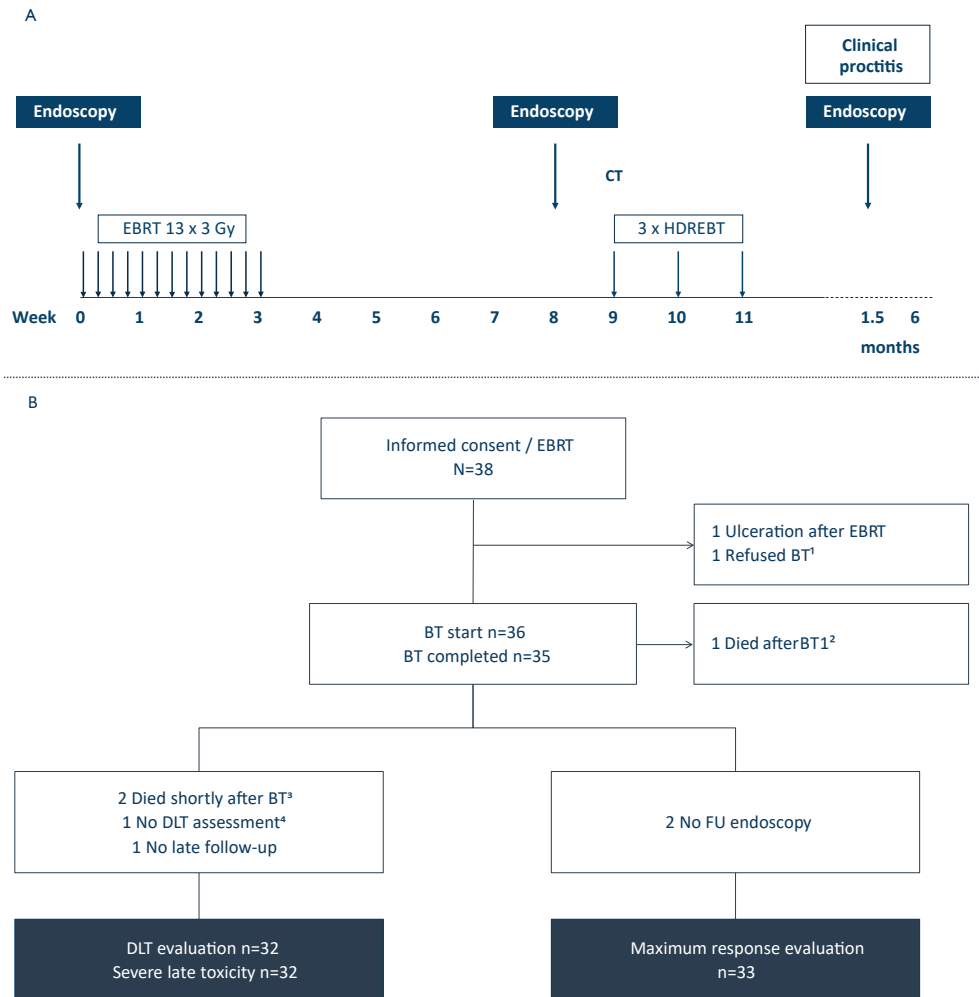 A
Clinical
proctitis
Endoscopy Endoscopy Endoscopy
CT
EBRT 13 x 3 Gy 3 x HDREBT
Week 0 1 2 3 4 5 6 7 8 9 10 11 1.5 6
months
B
Informed consent / EBRT
N=38
1 Ulceration after EBRT
1 Refused BT¹
BT start n=36
BT completed n=35
1 Died afterBT1²
2 Died shortly after BT³
1 No DLT assessment⁴
1 No late follow-up
2 No FU endoscopy
DLT evaluation n=32
Severe late toxicity n=32
Maximum response evaluation
n=33